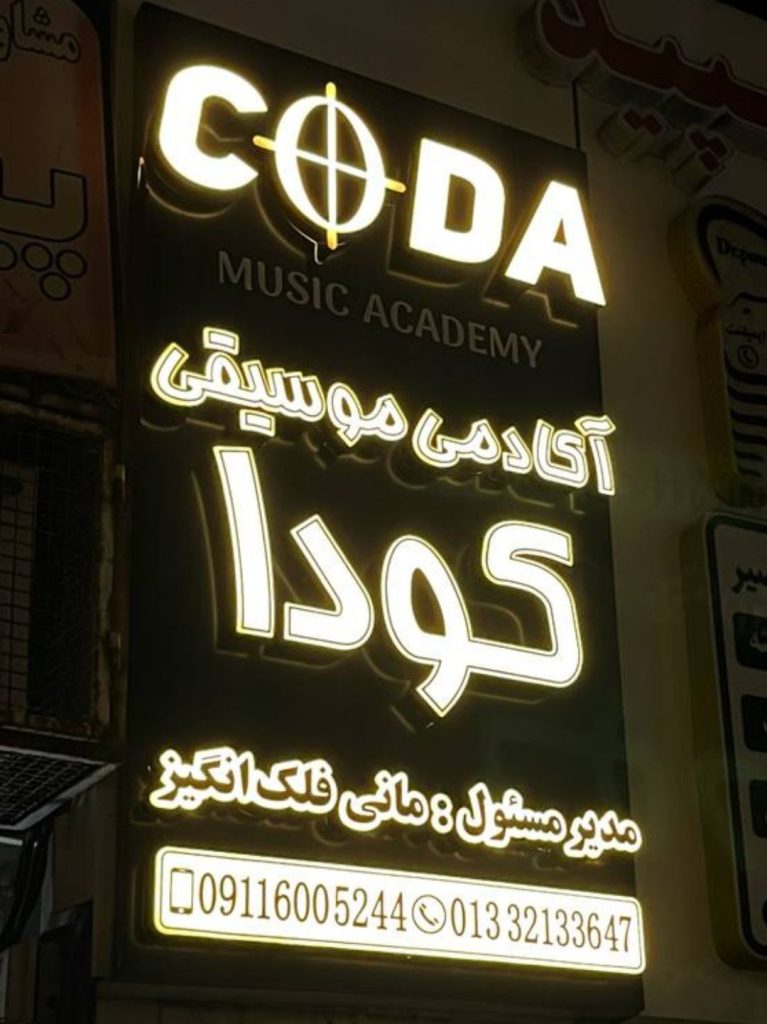 CODA
MUSIC ACADEMY
آکادمی موسیقی
کودا
مدیر مسئول : مانی فلک‌انگیز
09116005244 013 32133647